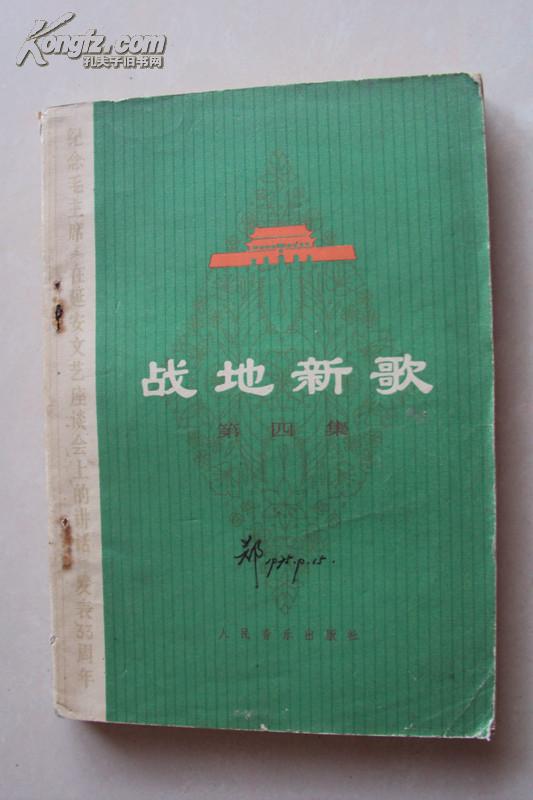 Kongfz.com
孔夫子旧书网
纪念毛主席《在延安文艺座谈会上的讲话》发表33周年
战地新歌
第四集
郑 1975.9.15.
人民音乐出版社